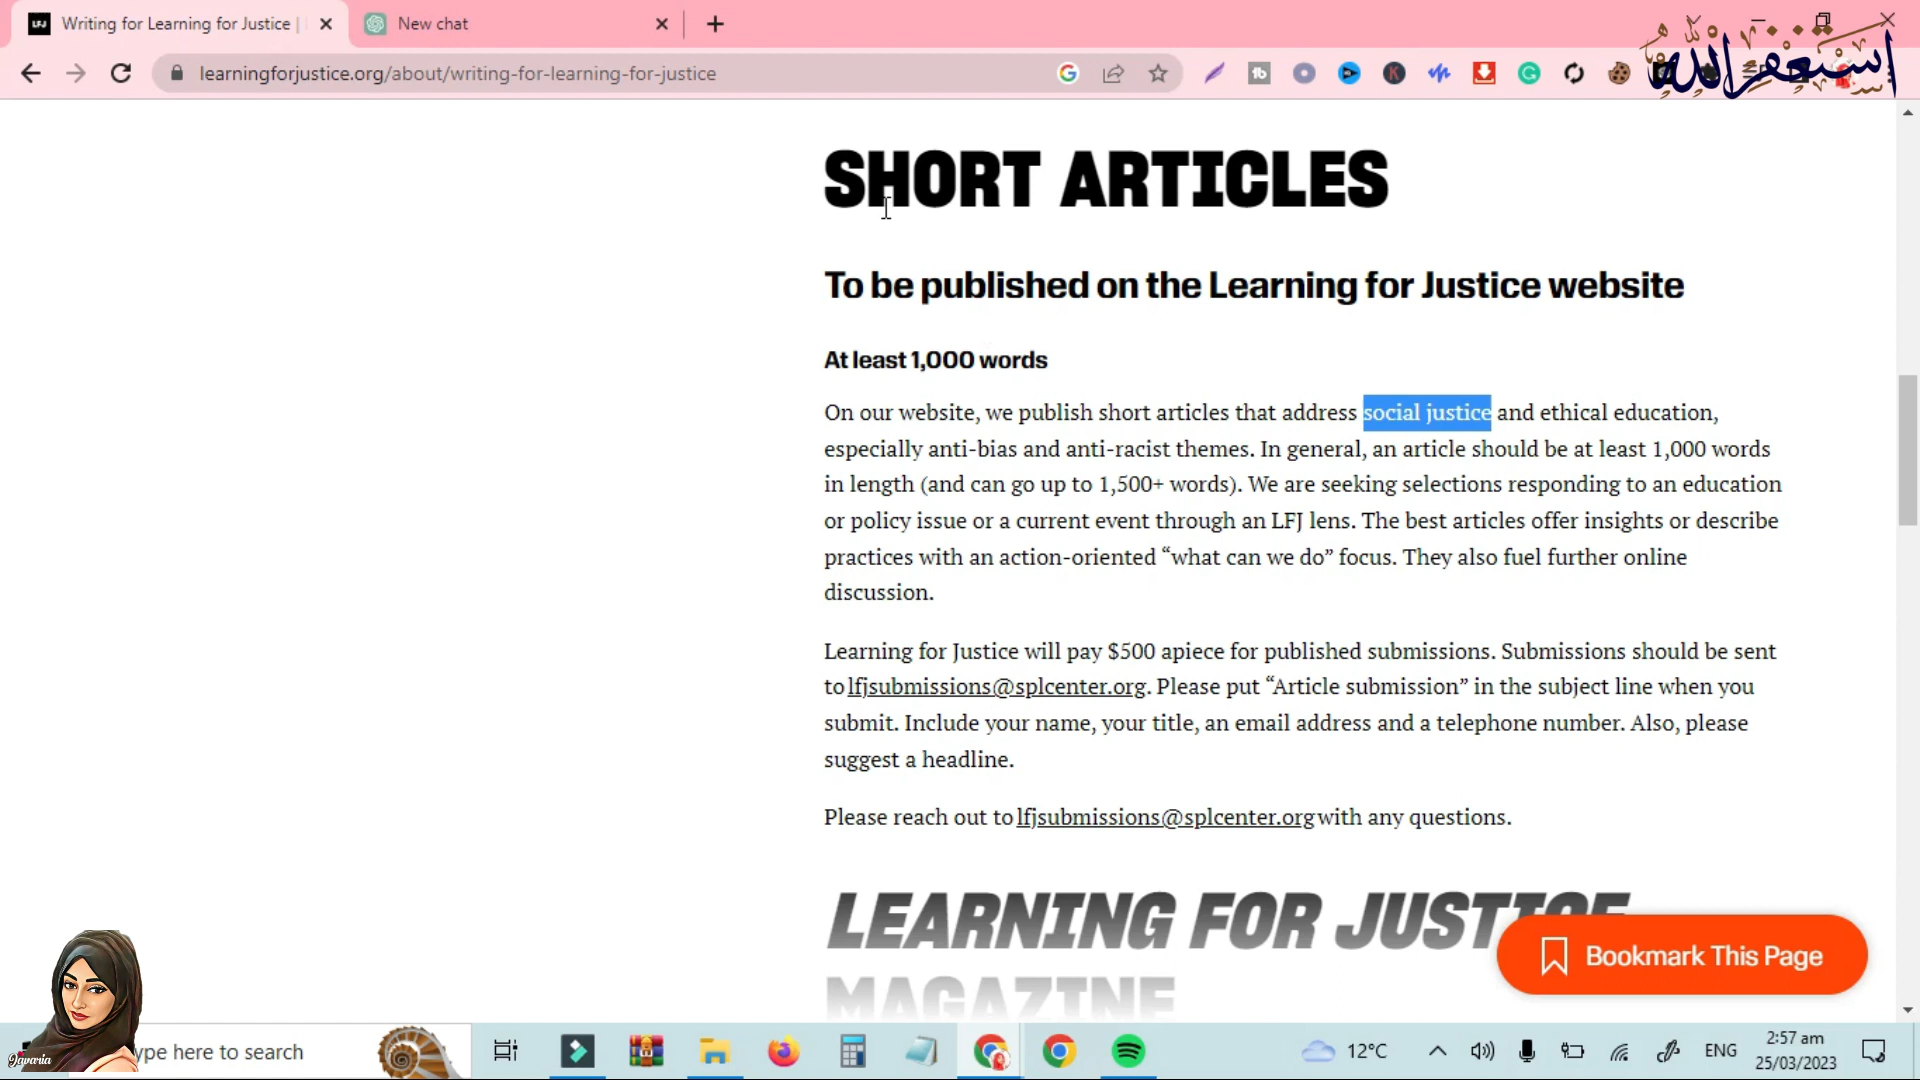 LFJ Writing for Learning for Justice |
New chat
learningforjustice.org/about/writing-for-learning-for-justice
أستغفر الله
SHORT ARTICLES
To be published on the Learning for Justice website
At least 1,000 words
On our website, we publish short articles that address social justice and ethical education,
especially anti-bias and anti-racist themes. In general, an article should be at least 1,000 words
in length (and can go up to 1,500+ words). We are seeking selections responding to an education
or policy issue or a current event through an LFJ lens. The best articles offer insights or describe
practices with an action-oriented “what can we do” focus. They also fuel further online
discussion.
Learning for Justice will pay $500 apiece for published submissions. Submissions should be sent
to lfjsubmissions@splcenter.org. Please put “Article submission” in the subject line when you
submit. Include your name, your title, an email address and a telephone number. Also, please
suggest a headline.
Please reach out to lfjsubmissions@splcenter.org with any questions.
LEARNING FOR JUSTICE
MAGAZINE
Bookmark This Page
Javaria
ype here to search
12°C
ENG
2:57 am
25/03/2023